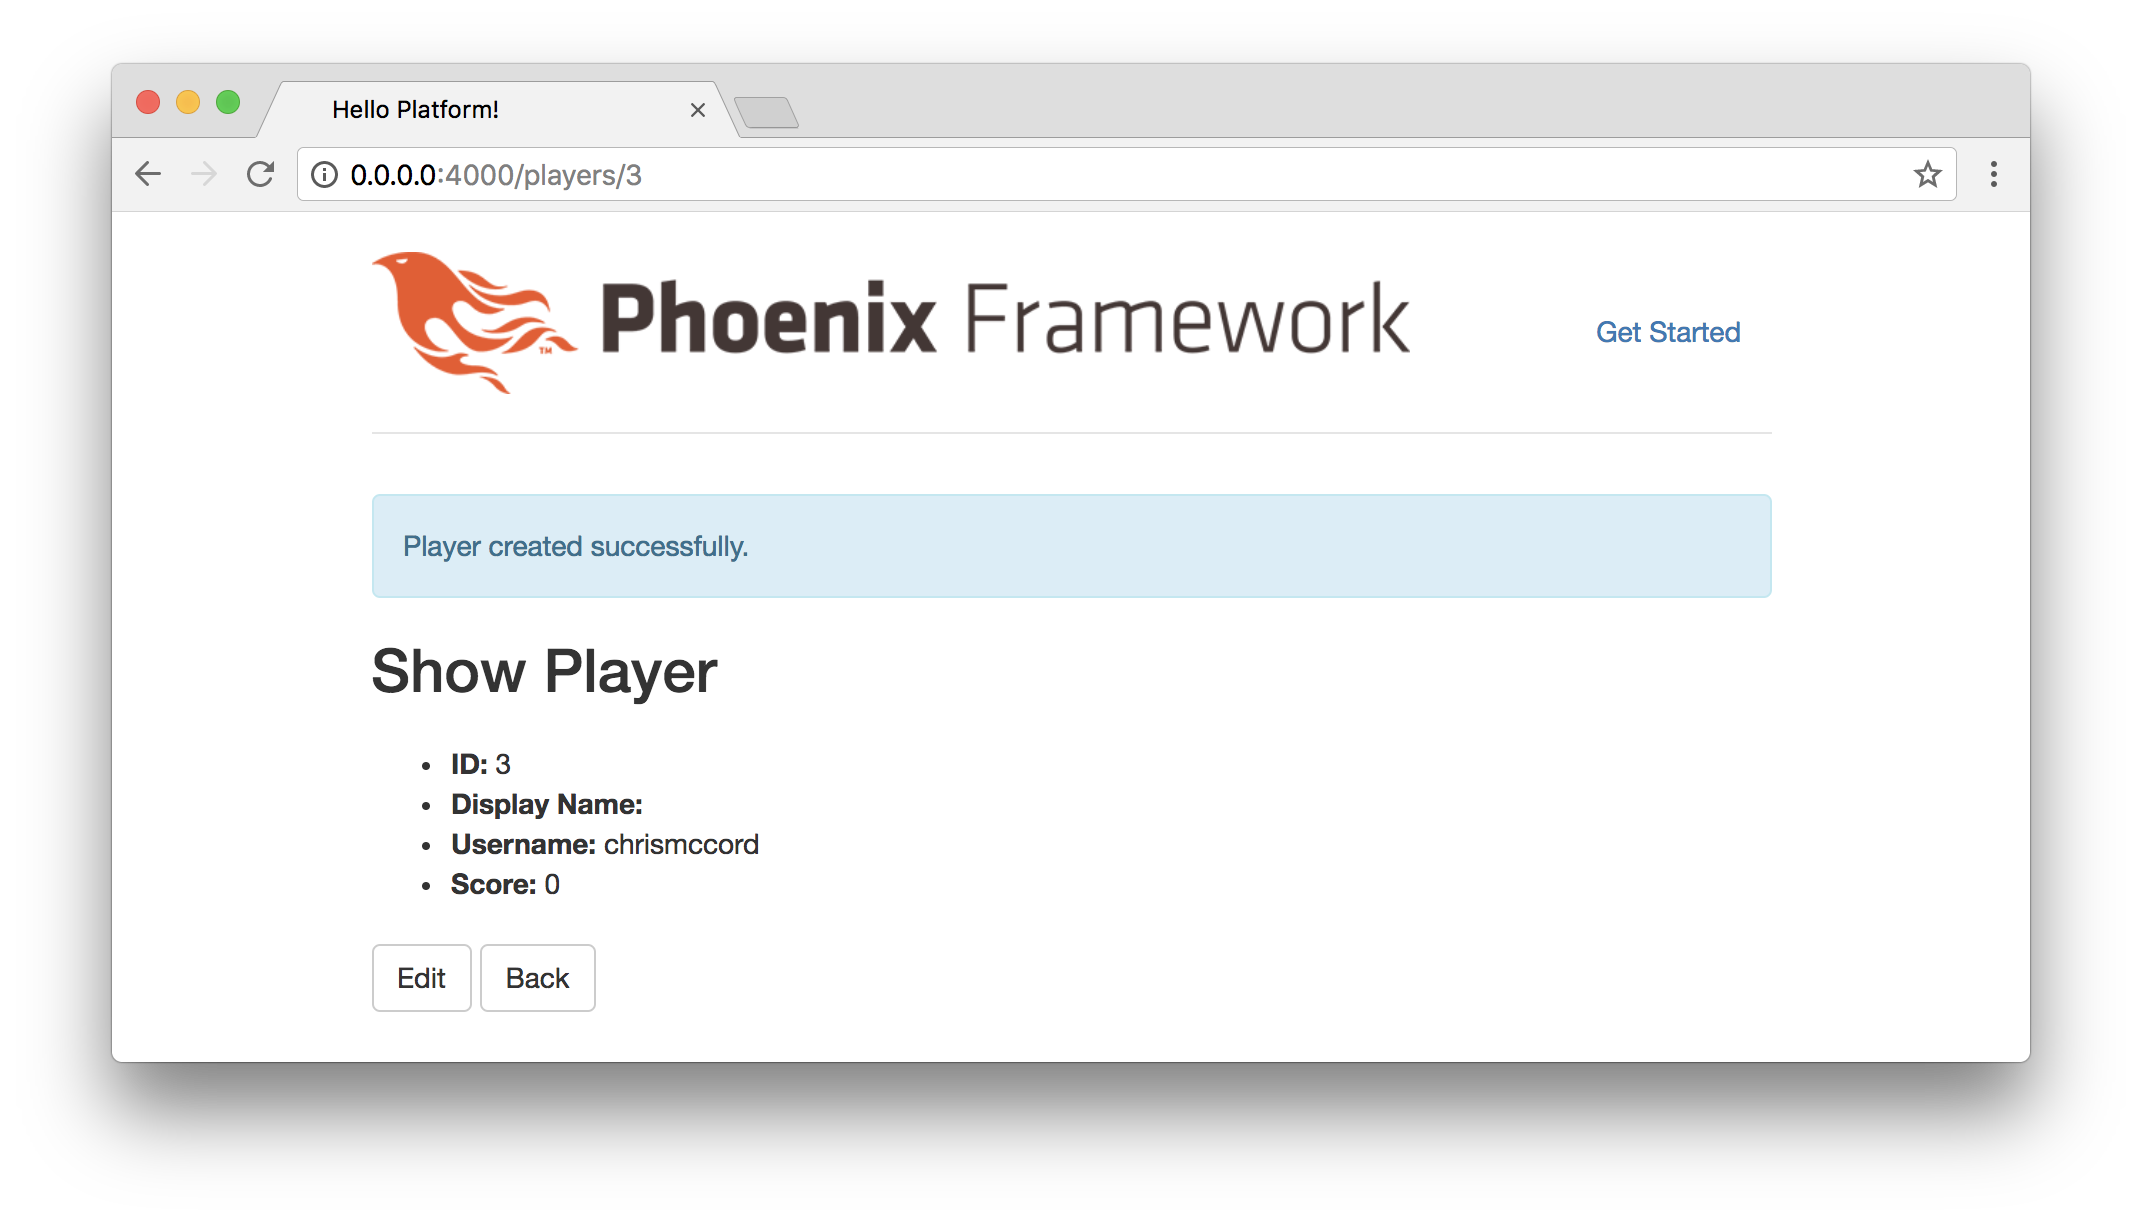 Hello Platform!
0.0.0.0:4000/players/3
Phoenix Framework
TM
Get Started
Player created successfully.
Show Player
• ID: 3
• Display Name:
• Username: chrismccord
• Score: 0
Edit Back